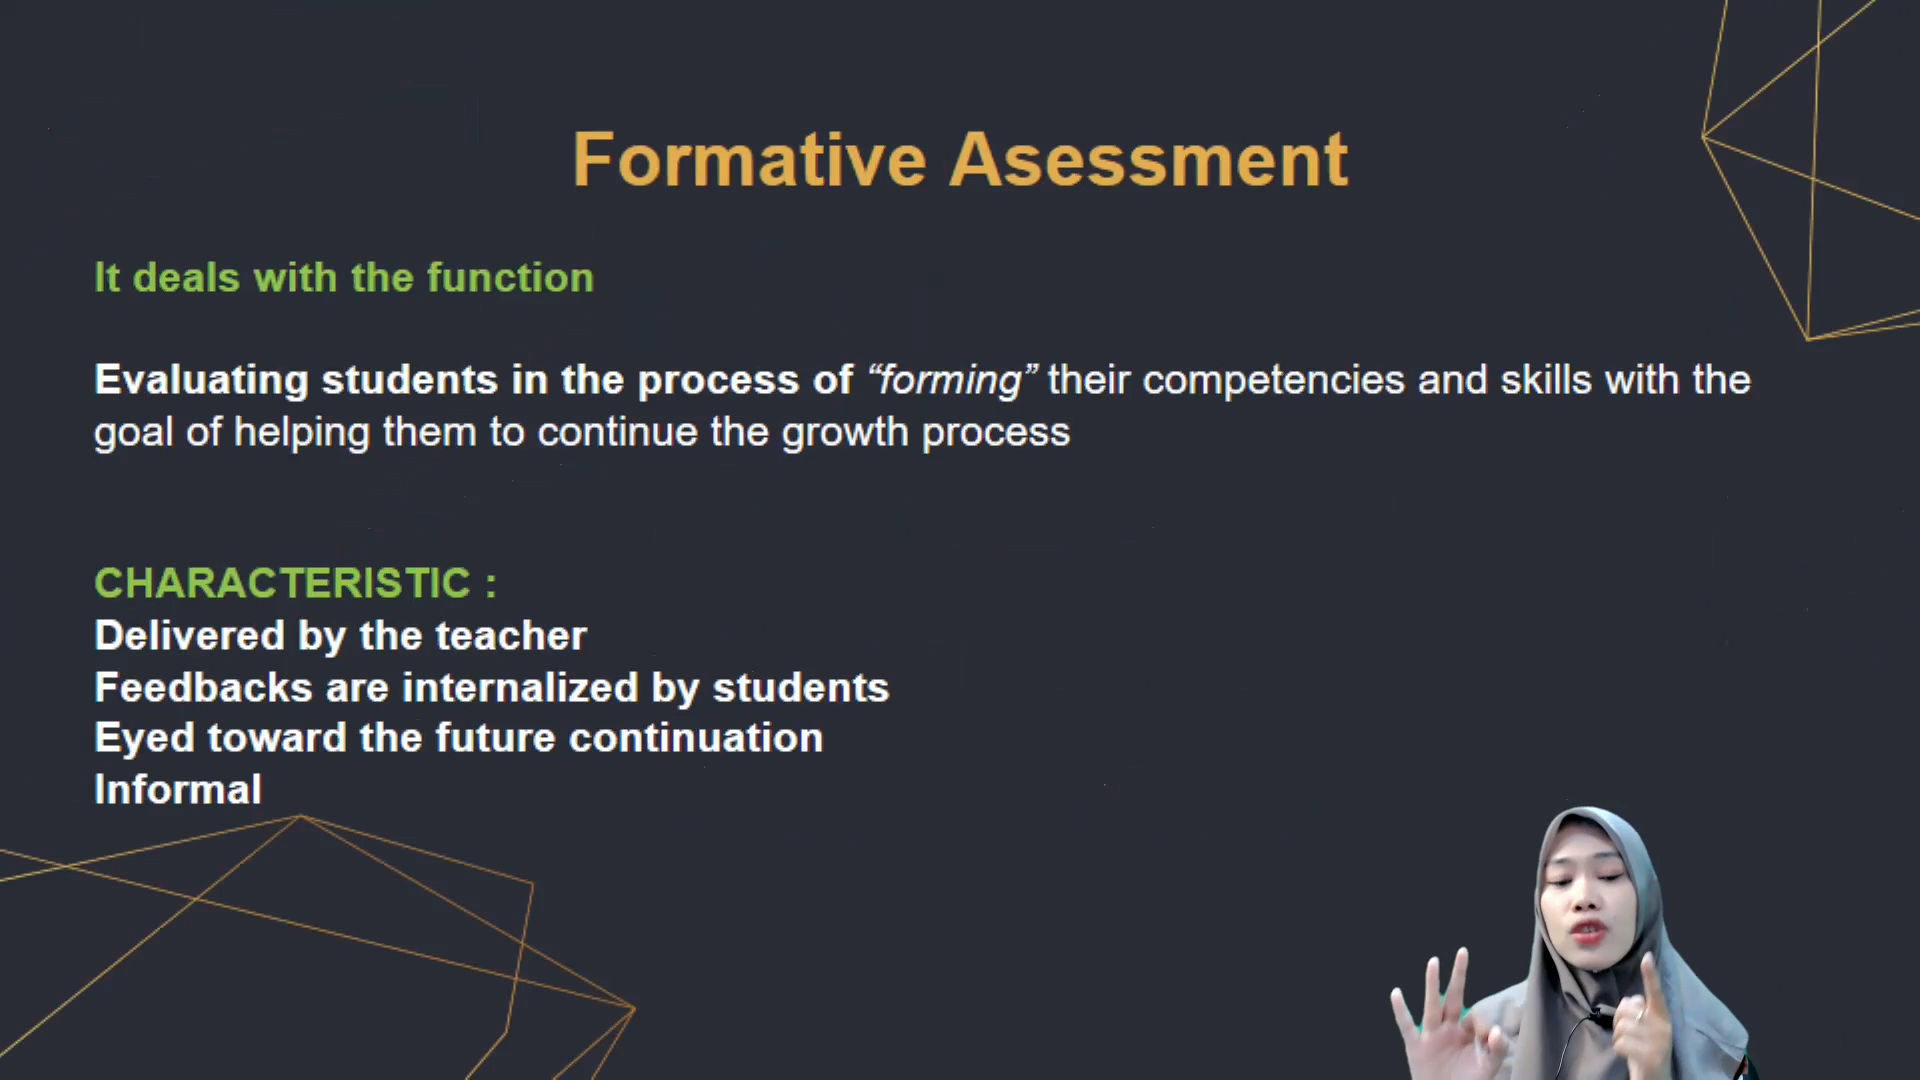 Formative Asessment
It deals with the function
Evaluating students in the process of “forming” their competencies and skills with the
goal of helping them to continue the growth process
CHARACTERISTIC :
Delivered by the teacher
Feedbacks are internalized by students
Eyed toward the future continuation
Informal